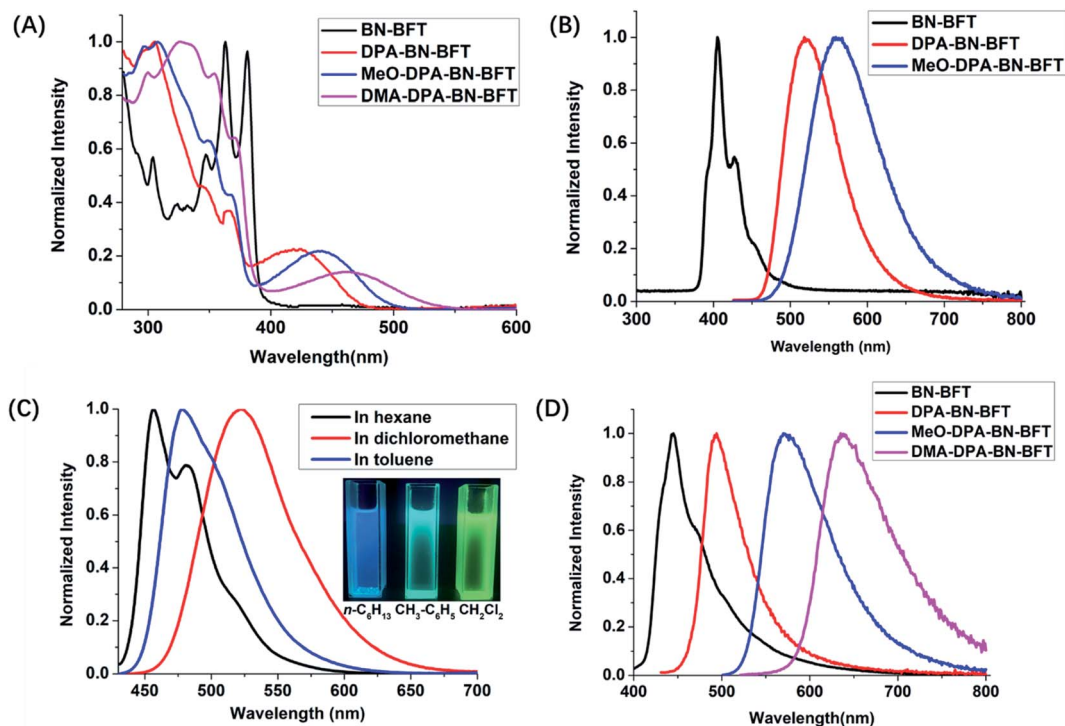 (A)
Normalized Intensity
1.0
0.8
0.6
0.4
0.2
0.0
BN-BFT
DPA-BN-BFT
MeO-DPA-BN-BFT
DMA-DPA-BN-BFT
300 400 500 600
Wavelength(nm)
(B)
Normalized Intensity
1.0
0.8
0.6
0.4
0.2
0.0
BN-BFT
DPA-BN-BFT
MeO-DPA-BN-BFT
300 400 500 600 700 800
Wavelength (nm)
(C)
Normalized Intensity
1.0
0.8
0.6
0.4
0.2
0.0
In hexane
In dichloromethane
In toluene
n-C₆H₁₃ CH₃-C₆H₅ CH₂Cl₂
450 500 550 600 650 700
Wavelength (nm)
(D)
Normalized Intensity
1.0
0.8
0.6
0.4
0.2
0.0
BN-BFT
DPA-BN-BFT
MeO-DPA-BN-BFT
DMA-DPA-BN-BFT
400 500 600 700 800
Wavelength (nm)